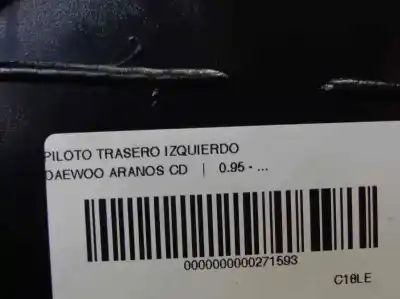 PILOTO TRASERO IZQUIERDO
DAEWOO ARANOS CD | 0.95 - ...
0000000000271593
C18LE